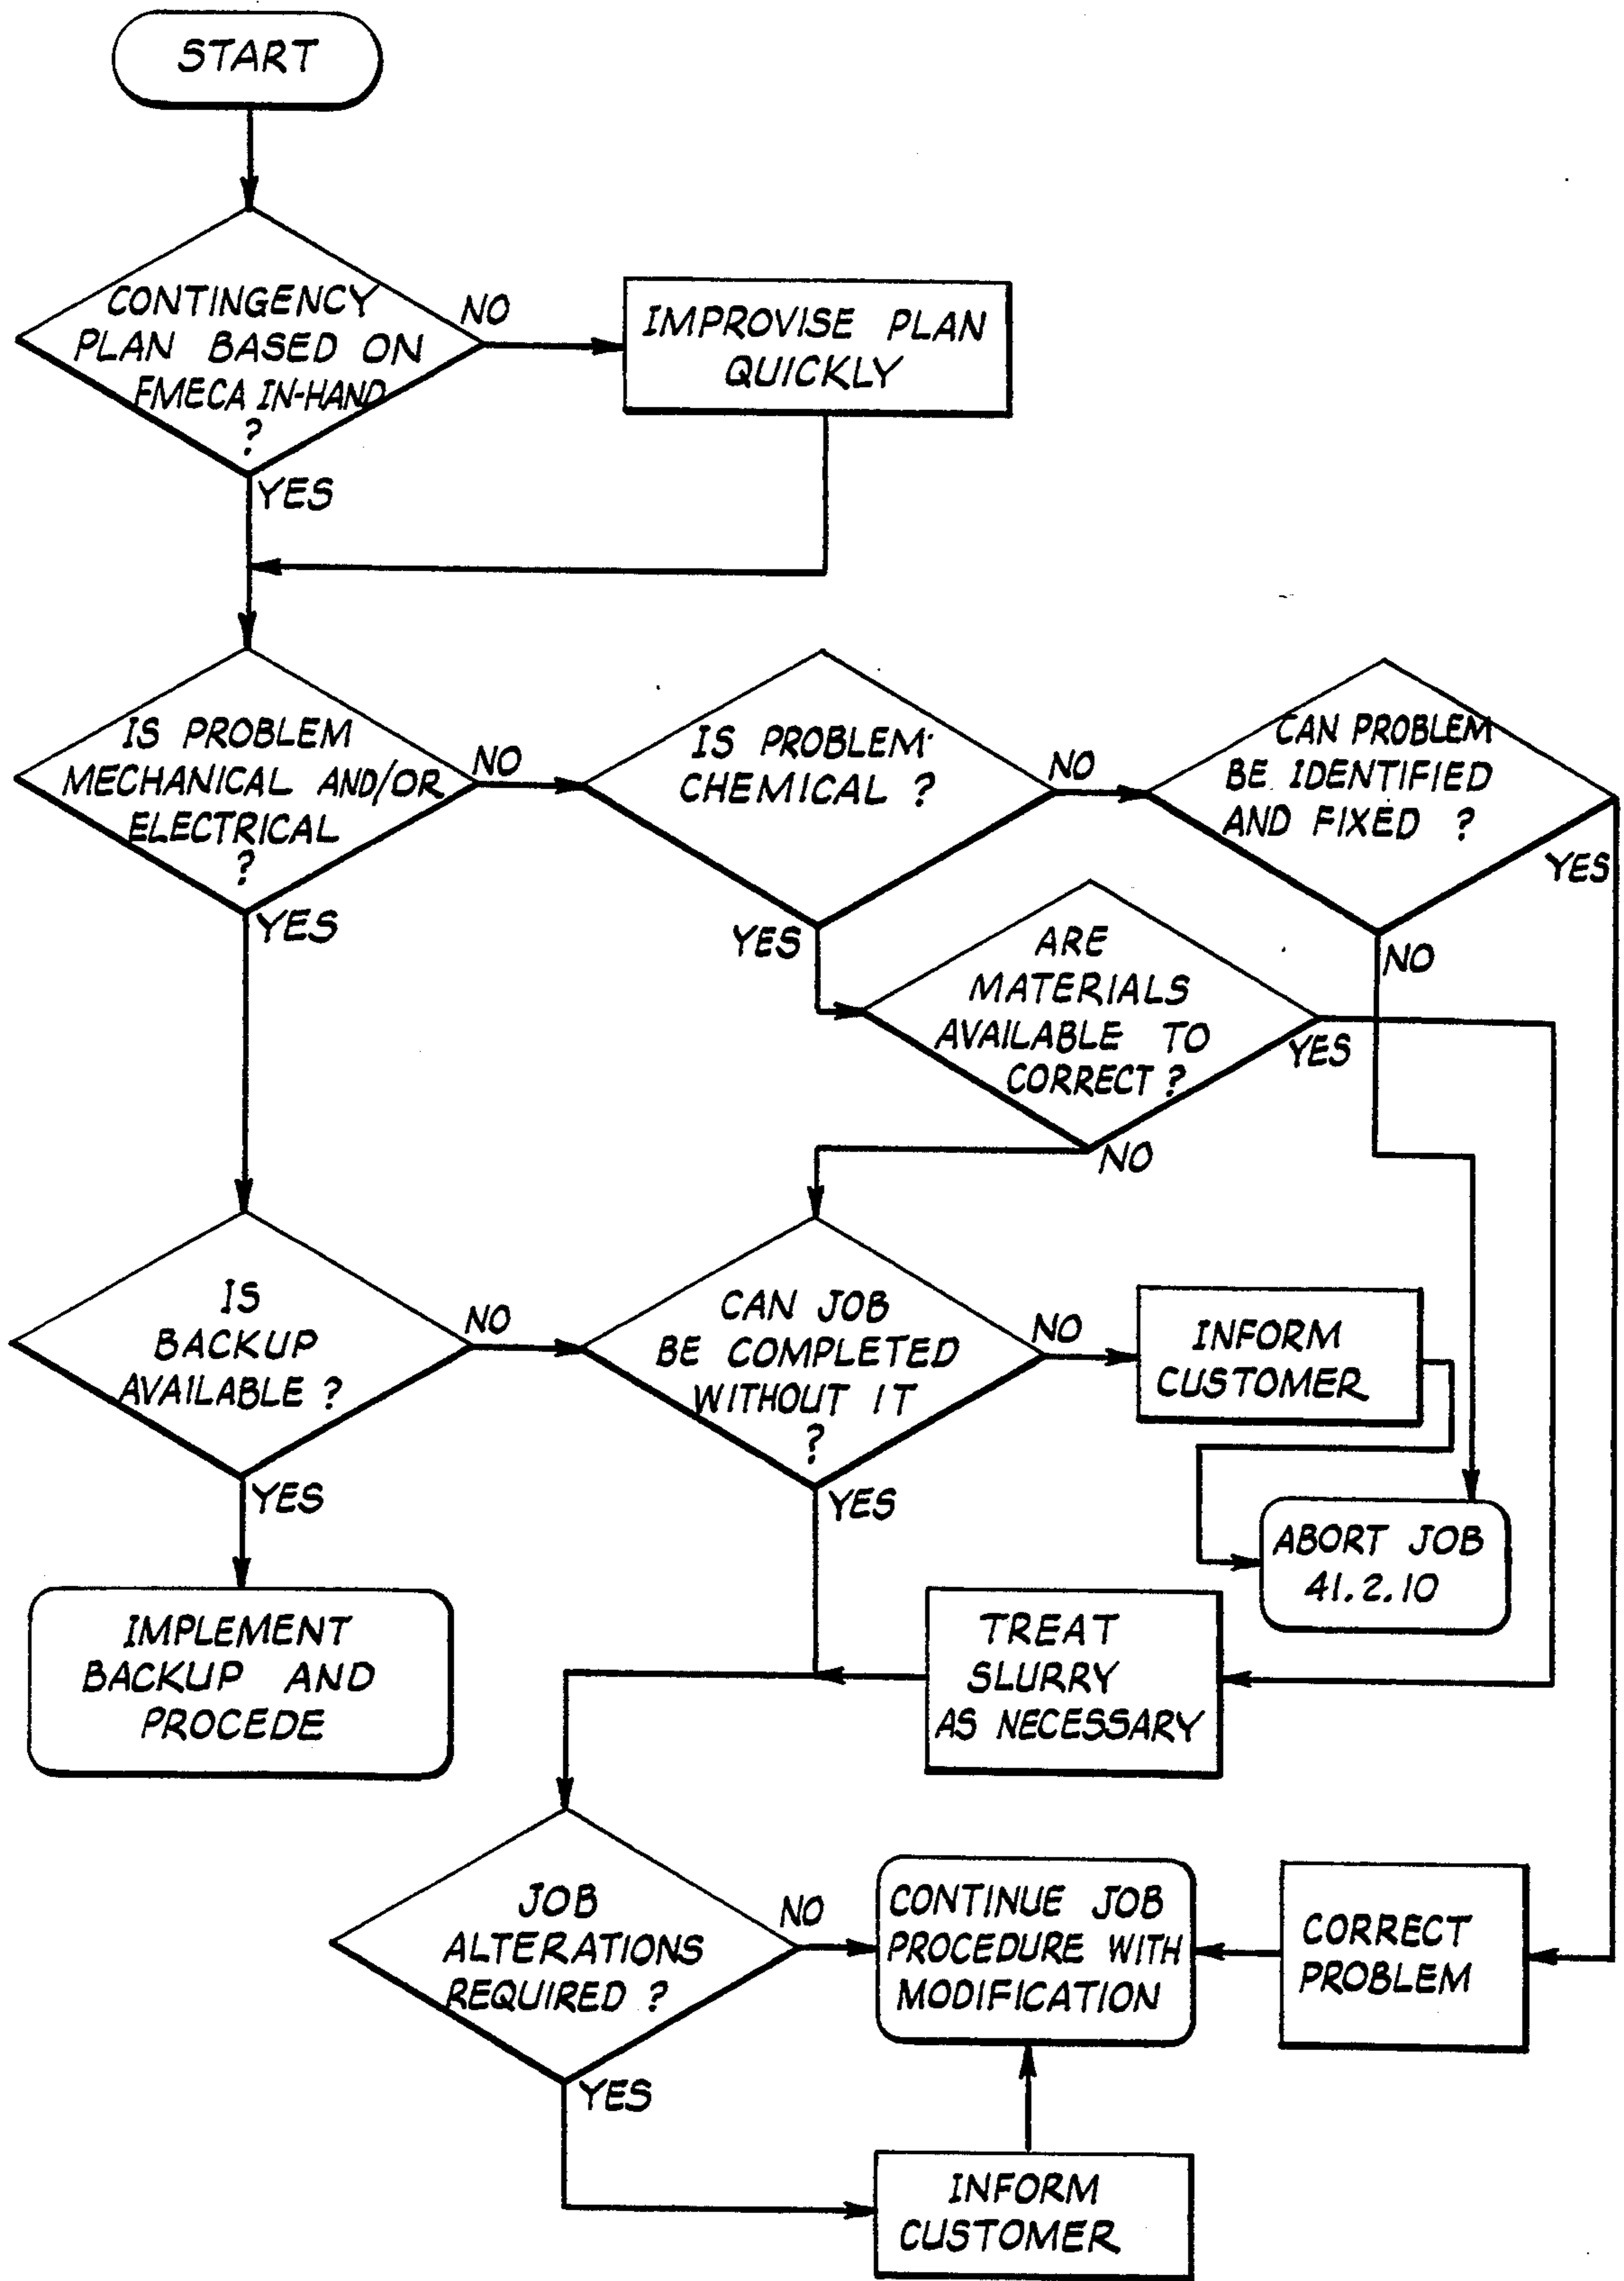 START
CONTINGENCY
PLAN BASED ON
FMECA IN-HAND
?
NO
IMPROVISE PLAN
QUICKLY
YES
IS PROBLEM
MECHANICAL AND/OR
ELECTRICAL
?
NO
YES
IS PROBLEM
CHEMICAL ?
NO
YES
CAN PROBLEM
BE IDENTIFIED
AND FIXED ?
YES
NO
ARE
MATERIALS
AVAILABLE TO
CORRECT ?
YES
NO
IS
BACKUP
AVAILABLE ?
NO
YES
CAN JOB
BE COMPLETED
WITHOUT IT
?
NO
YES
INFORM
CUSTOMER
ABORT JOB
41.2.10
IMPLEMENT
BACKUP AND
PROCEDE
TREAT
SLURRY
AS NECESSARY
JOB
ALTERATIONS
REQUIRED ?
NO
YES
CONTINUE JOB
PROCEDURE WITH
MODIFICATION
CORRECT
PROBLEM
INFORM
CUSTOMER